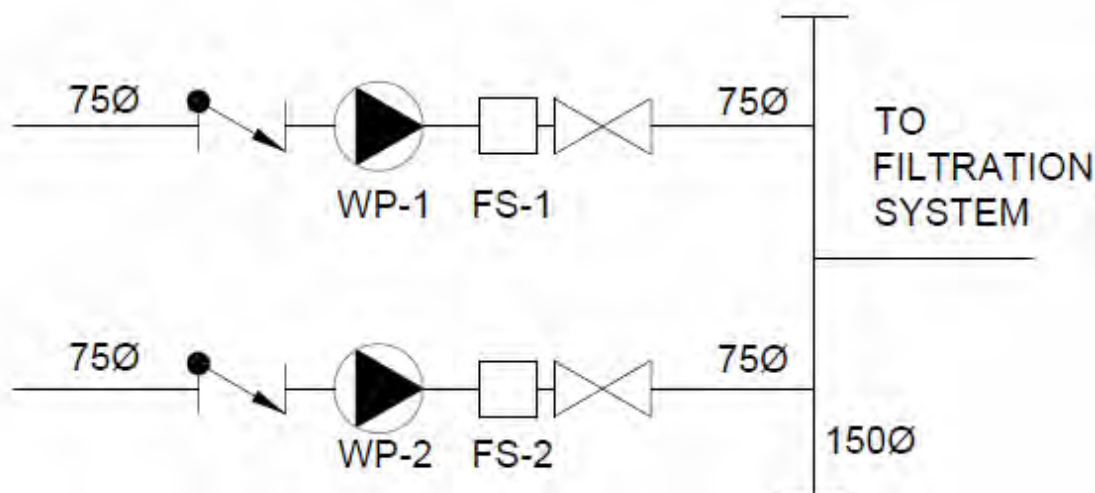 75Ø
75Ø
TO
FILTRATION
SYSTEM
WP-1
FS-1
75Ø
75Ø
WP-2
FS-2
150Ø